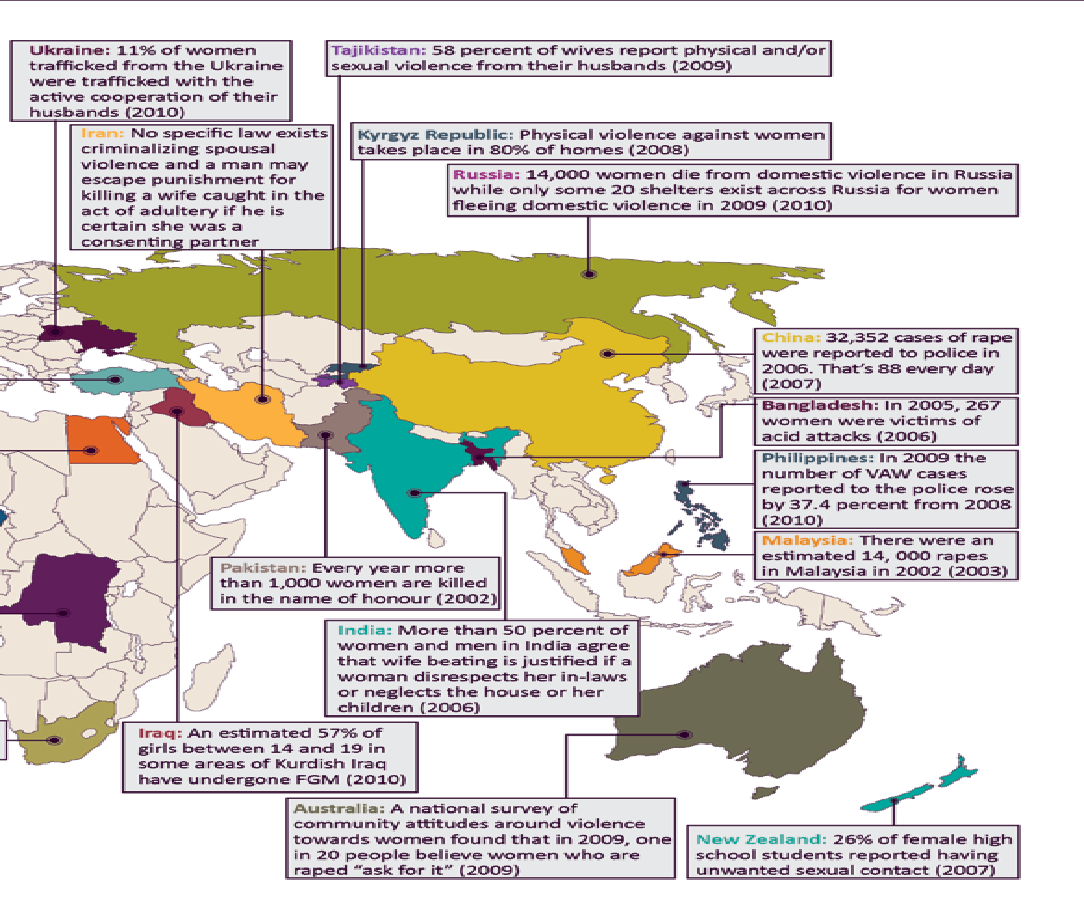 Ukraine: 11% of women
trafficked from the Ukraine
were trafficked with the
active cooperation of their
husbands (2010)
Tajikistan: 58 percent of wives report physical and/or
sexual violence from their husbands (2009)
Iran: No specific law exists
criminalizing spousal
violence and a man may
escape punishment for
killing a wife caught in the
act of adultery if he is
certain she was a
consenting partner
Kyrgyz Republic: Physical violence against women
takes place in 80% of homes (2008)
Russia: 14,000 women die from domestic violence in Russia
while only some 20 shelters exist across Russia for women
fleeing domestic violence in 2009 (2010)
China: 32,352 cases of rape
were reported to police in
2006. That's 88 every day
(2007)
Bangladesh: In 2005, 267
women were victims of
acid attacks (2006)
Philippines: In 2009 the
number of VAW cases
reported to the police rose
by 37.4 percent from 2008
(2010)
Malaysia: There were an
estimated 14, 000 rapes
in Malaysia in 2002 (2003)
Pakistan: Every year more
than 1,000 women are killed
in the name of honour (2002)
India: More than 50 percent of
women and men in India agree
that wife beating is justified if a
woman disrespects her in-laws
or neglects the house or her
children (2006)
Iraq: An estimated 57% of
girls between 14 and 19 in
some areas of Kurdish Iraq
have undergone FGM (2010)
Australia: A national survey of
community attitudes around violence
towards women found that in 2009, one
in 20 people believe women who are
raped "ask for it" (2009)
New Zealand: 26% of female high
school students reported having
unwanted sexual contact (2007)